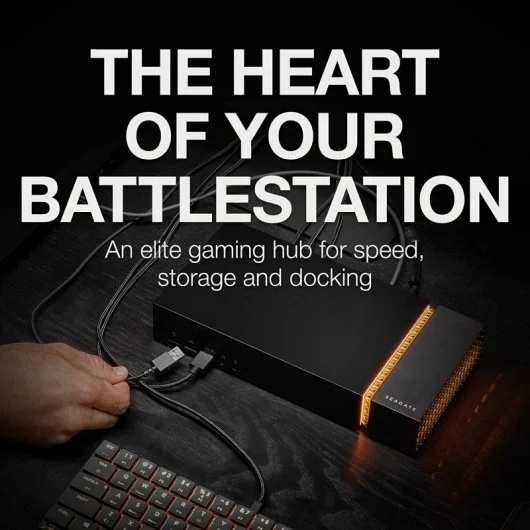 THE HEART
OF YOUR
BATTLESTATION
An elite gaming hub for speed,
storage and docking
SEAGATE